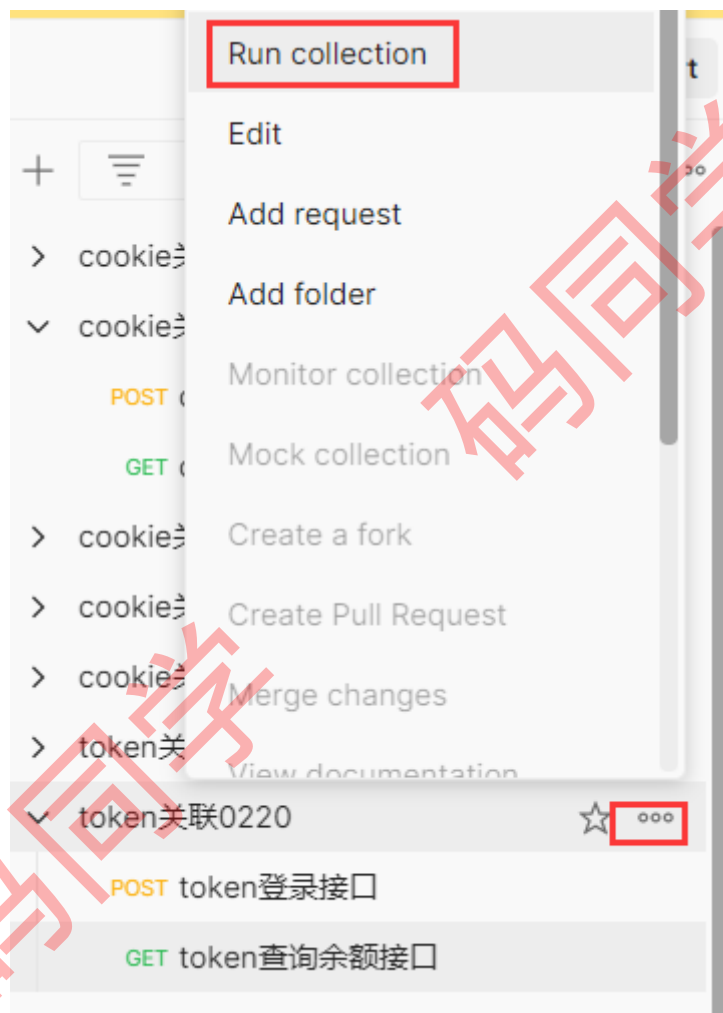 Run collection
t
Edit
Add request
cookie关
Add folder
cookie关
Monitor collection
POST
Mock collection
GET
Create a fork
cookie关
Create Pull Request
cookie关
cookie关
Merge changes
token关
View documentation
token关联0220
POST token登录接口
GET token查询余额接口
码同学
码同学